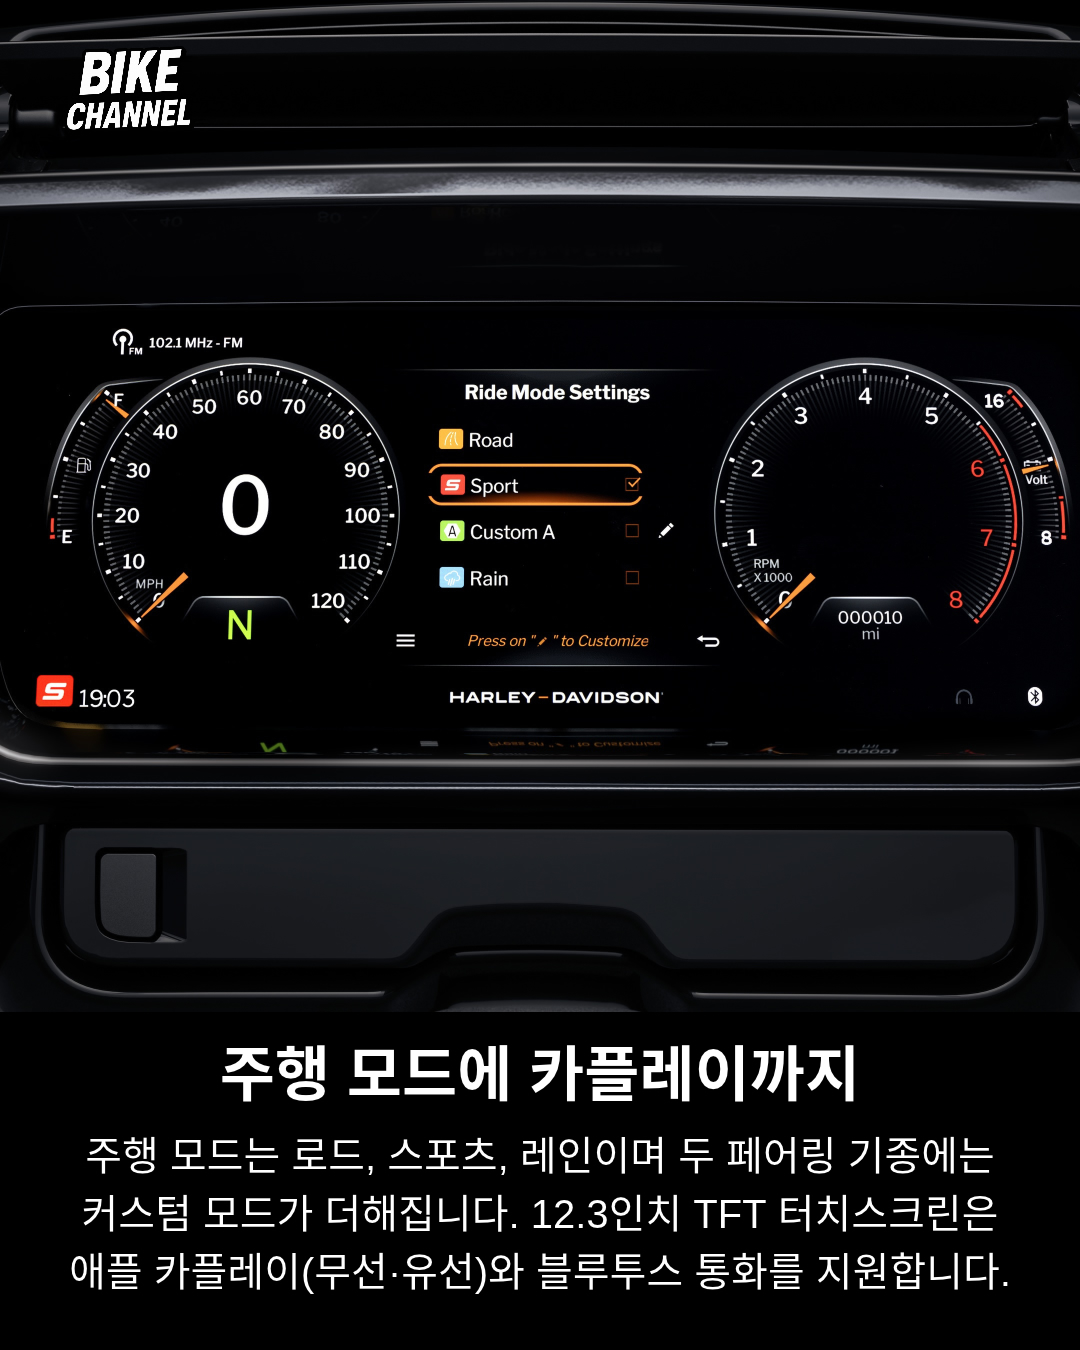 BIKE
CHANNEL
FM 102.1 MHz - FM
Ride Mode Settings
Road
Sport
Custom A
Rain
Press on " " to Customize
F
E
0
10
20
30
40
50
60
70
80
90
100
110
120
MPH
0
N
0
1
2
3
4
5
6
7
8
RPM
X1000
000010
mi
16
Volt
8
S 19:03
HARLEY-DAVIDSON
주행 모드에 카플레이까지
주행 모드는 로드, 스포츠, 레인이며 두 페어링 기종에는
커스텀 모드가 더해집니다. 12.3인치 TFT 터치스크린은
애플 카플레이(무선·유선)와 블루투스 통화를 지원합니다.